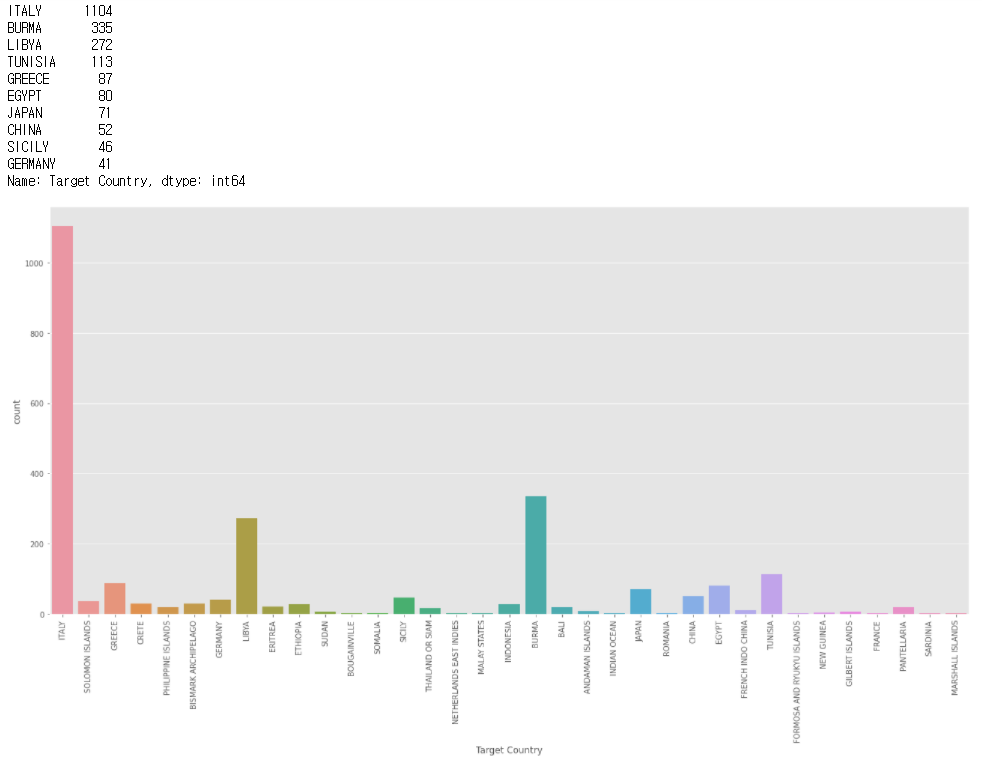 ITALY 1104
BURMA 335
LIBYA 272
TUNISIA 113
GREECE 87
EGYPT 80
JAPAN 71
CHINA 52
SICILY 46
GERMANY 41
Name: Target Country, dtype: int64
1000
800
600
400
200
0
count
ITALY
SOLOMON ISLANDS
GREECE
CRETE
PHILIPPINE ISLANDS
BISMARK ARCHIPELAGO
GERMANY
LIBYA
ERITREA
ETHIOPIA
SUDAN
BOUGAINVILLE
SOMALIA
SICILY
THAILAND OR SIAM
NETHERLANDS EAST INDIES
MALAY STATES
INDONESIA
BURMA
BALI
ANDAMAN ISLANDS
INDIAN OCEAN
JAPAN
ROMANIA
CHINA
EGYPT
FRENCH INDO CHINA
TUNISIA
FORMOSA AND RYUKYU ISLANDS
NEW GUINEA
GILBERT ISLANDS
FRANCE
PANTELLARIA
SARDINIA
MARSHALL ISLANDS
Target Country